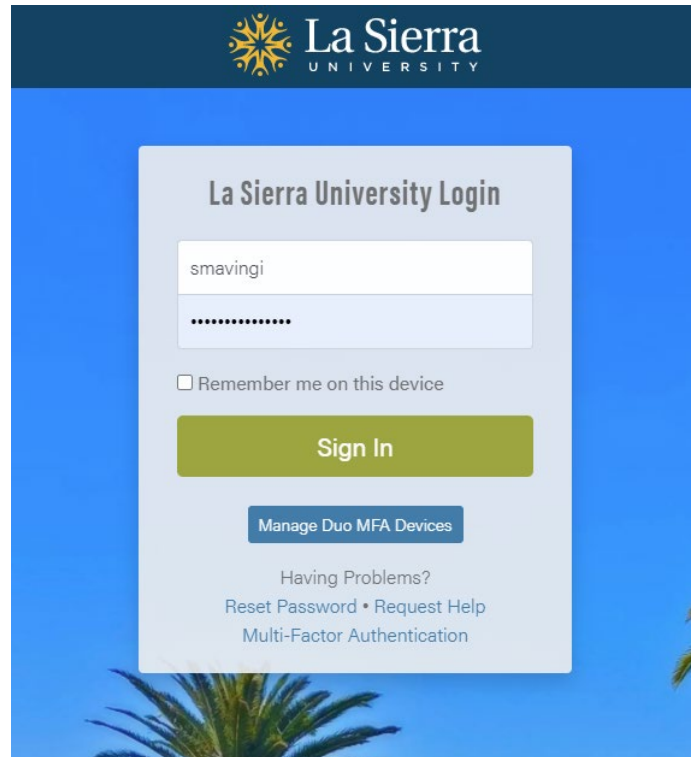 La Sierra
UNIVERSITY
La Sierra University Login
smavingi
•••••••••••••••
Remember me on this device
Sign In
Manage Duo MFA Devices
Having Problems?
Reset Password • Request Help
Multi-Factor Authentication